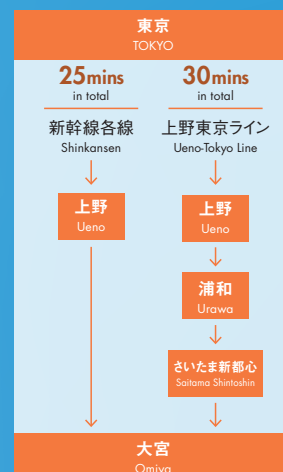 東京
TOKYO
25mins
in total
新幹線各線
Shinkansen
上野
Ueno
30mins
in total
上野東京ライン
Ueno-Tokyo Line
上野
Ueno
浦和
Urawa
さいたま新都心
Saitama Shintoshin
大宮
Omiya